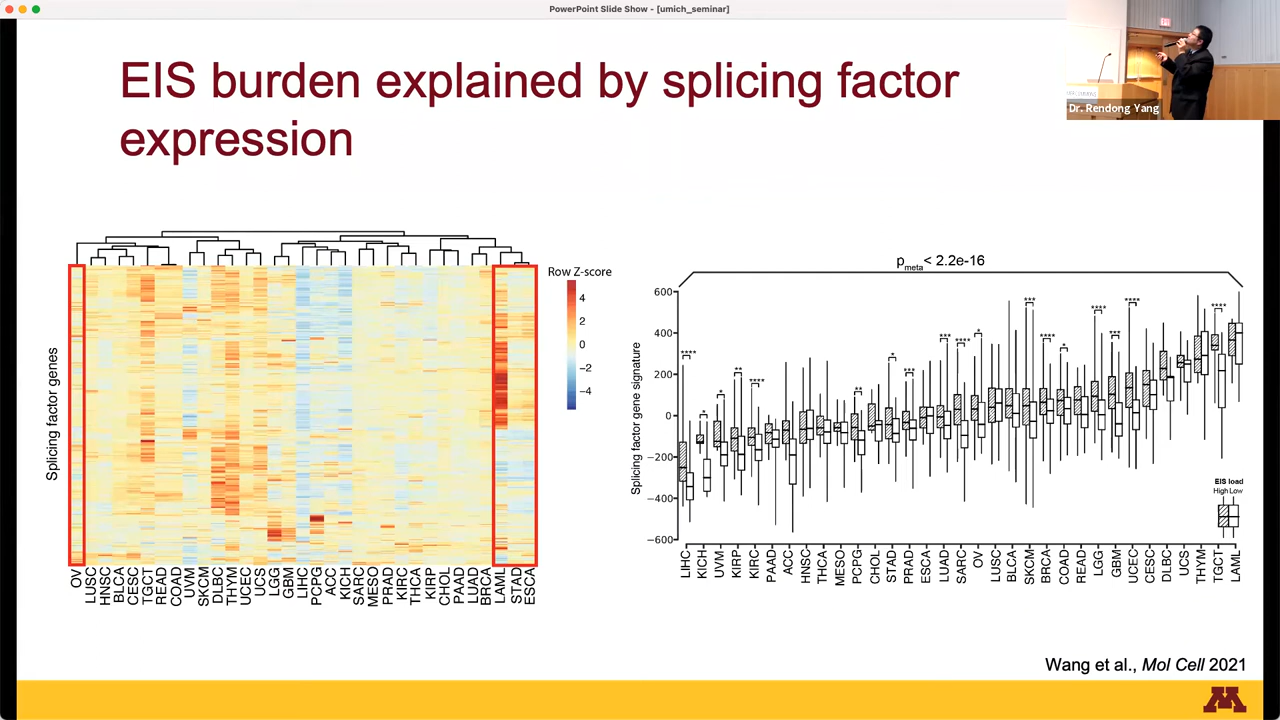 PowerPoint Slide Show - [umich_seminar]
EIS burden explained by splicing factor
expression
Dr. Rendong Yang
Row Z-score
4
2
0
−2
−4
Splicing factor genes
OV
LUSC
HNSC
BLCA
CESC
TGCT
READ
COAD
UVM
SKCM
DLBC
THYM
UCEC
UCS
LGG
GBM
LIHC
PCPG
ACC
KICH
SARC
MESO
PRAD
KIRC
THCA
KIRP
CHOL
PAAD
LUAD
BRCA
LAML
STAD
ESCA
pmeta< 2.2e-16
Splicing factor gene signature
600
400
200
0
−200
−400
−600
****
*
*
**
****
**
*
***
***
****
*
***
****
*
****
***
****
****
EIS load
High Low
LIHC
KICH
UVM
KIRP
KIRC
PAAD
ACC
HNSC
THCA
MESO
PCPG
CHOL
STAD
PRAD
ESCA
LUAD
SARC
OV
LUSC
BLCA
SKCM
BRCA
COAD
READ
LGG
GBM
UCEC
CESC
DLBC
UCS
THYM
TGCT
LAML
Wang et al., Mol Cell 2021
M